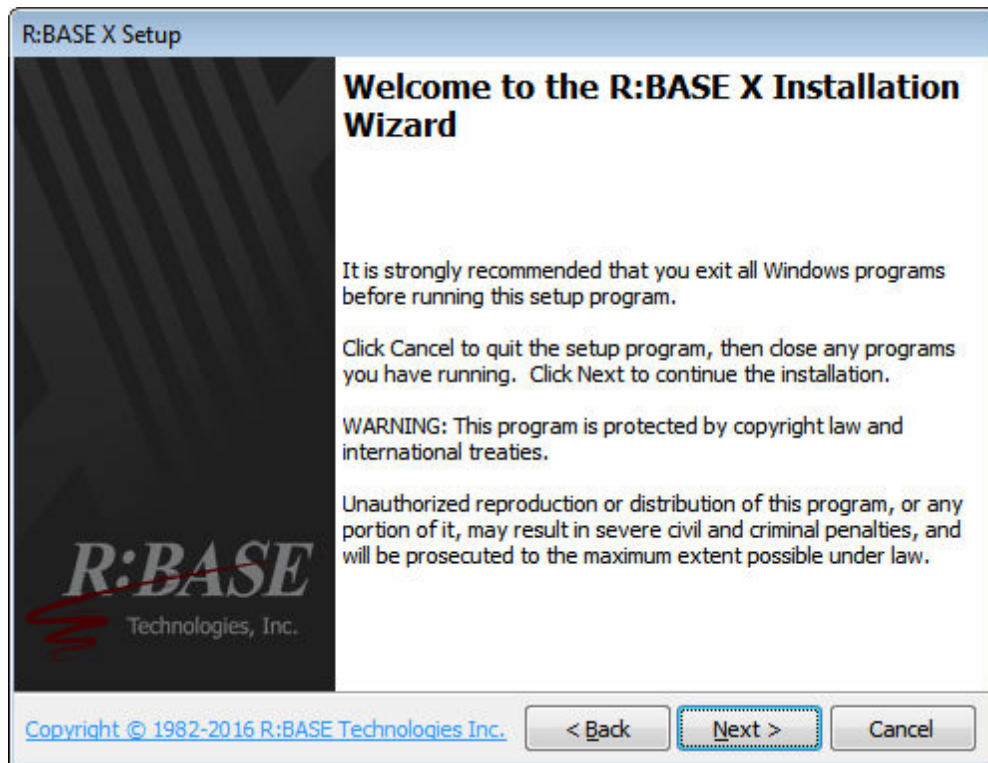 R:BASE X Setup
Welcome to the R:BASE X Installation
Wizard
It is strongly recommended that you exit all Windows programs
before running this setup program.
Click Cancel to quit the setup program, then close any programs
you have running.  Click Next to continue the installation.
WARNING: This program is protected by copyright law and
international treaties.
Unauthorized reproduction or distribution of this program, or any
portion of it, may result in severe civil and criminal penalties, and
will be prosecuted to the maximum extent possible under law.
R:BASE
Technologies, Inc.
Copyright © 1982-2016 R:BASE Technologies Inc.
< Back
Next >
Cancel